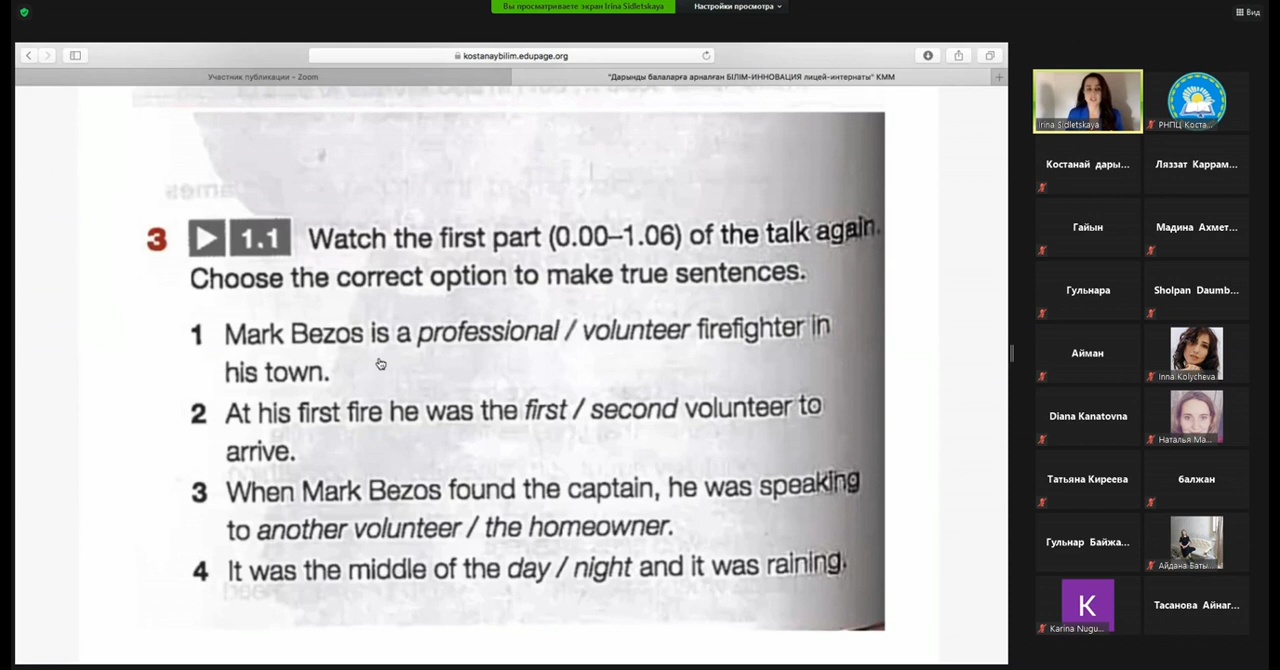 Вы просматриваете экран Irina Sidletskaya
Настройки просмотра
Вид
kostanaybilim.edupage.org
Участник публикации - Zoom
"Дарынды балаларға арналған БІЛІМ-ИННОВАЦИЯ лицей-интернаты" КММ
3 1.1 Watch the first part (0.00–1.06) of the talk again.
Choose the correct option to make true sentences.
1 Mark Bezos is a professional / volunteer firefighter in
his town.
2 At his first fire he was the first / second volunteer to
arrive.
3 When Mark Bezos found the captain, he was speaking
to another volunteer / the homeowner.
4 It was the middle of the day / night and it was raining.
Irina Sidletskaya
РНПЦ Коста...
Костанай дары...
Ляззат Каррам...
Гайын
Мадина Ахмет...
Гульнара
Sholpan Daumb...
Айман
Inna Kolycheva
Diana Kanatovna
Наталья Ма...
Татьяна Киреева
балжан
Гульнар Байжа...
Айдана Баты...
K
Karina Nugu...
Тасанова Айнаг...